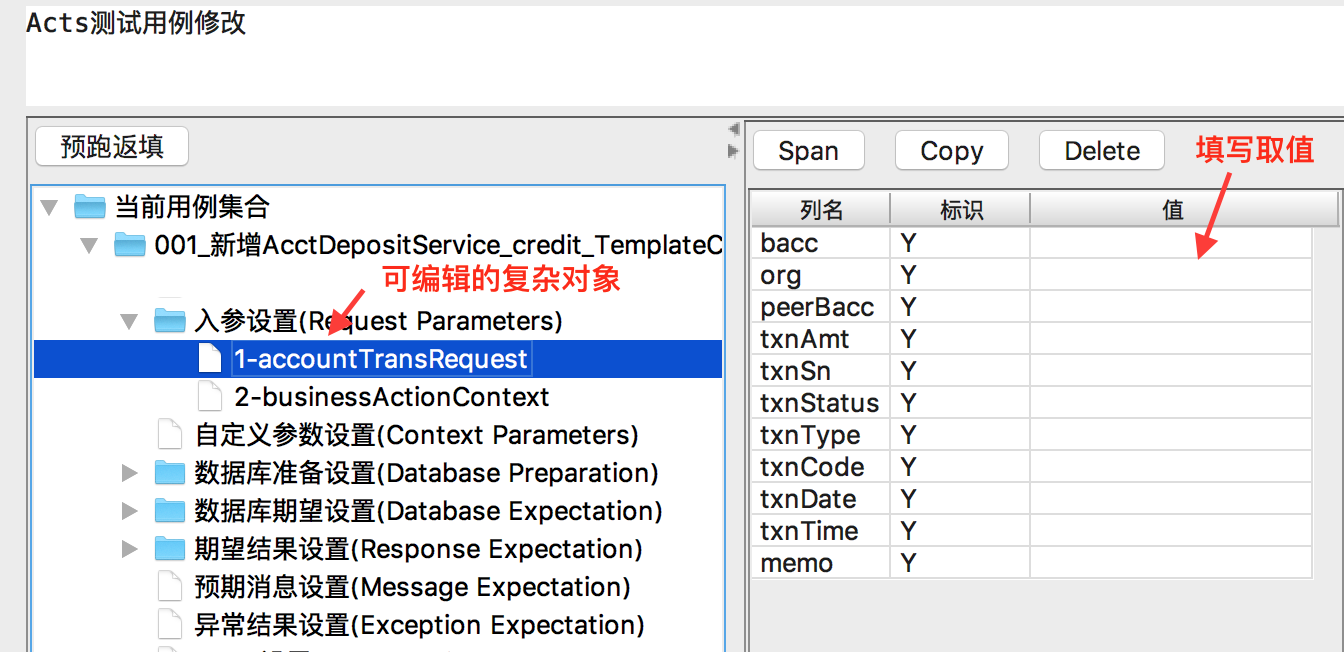 Acts测试用例修改
预跑返填
当前用例集合
001_新增AcctDepositService_credit_TemplateC
可编辑的复杂对象
入参设置(Request Parameters)
1-accountTransRequest
2-businessActionContext
自定义参数设置(Context Parameters)
数据库准备设置(Database Preparation)
数据库期望设置(Database Expectation)
期望结果设置(Response Expectation)
预期消息设置(Message Expectation)
异常结果设置(Exception Expectation)
Span Copy Delete 填写取值
列名 标识 值
bacc Y
org Y
peerBacc Y
txnAmt Y
txnSn Y
txnStatus Y
txnType Y
txnCode Y
txnDate Y
txnTime Y
memo Y